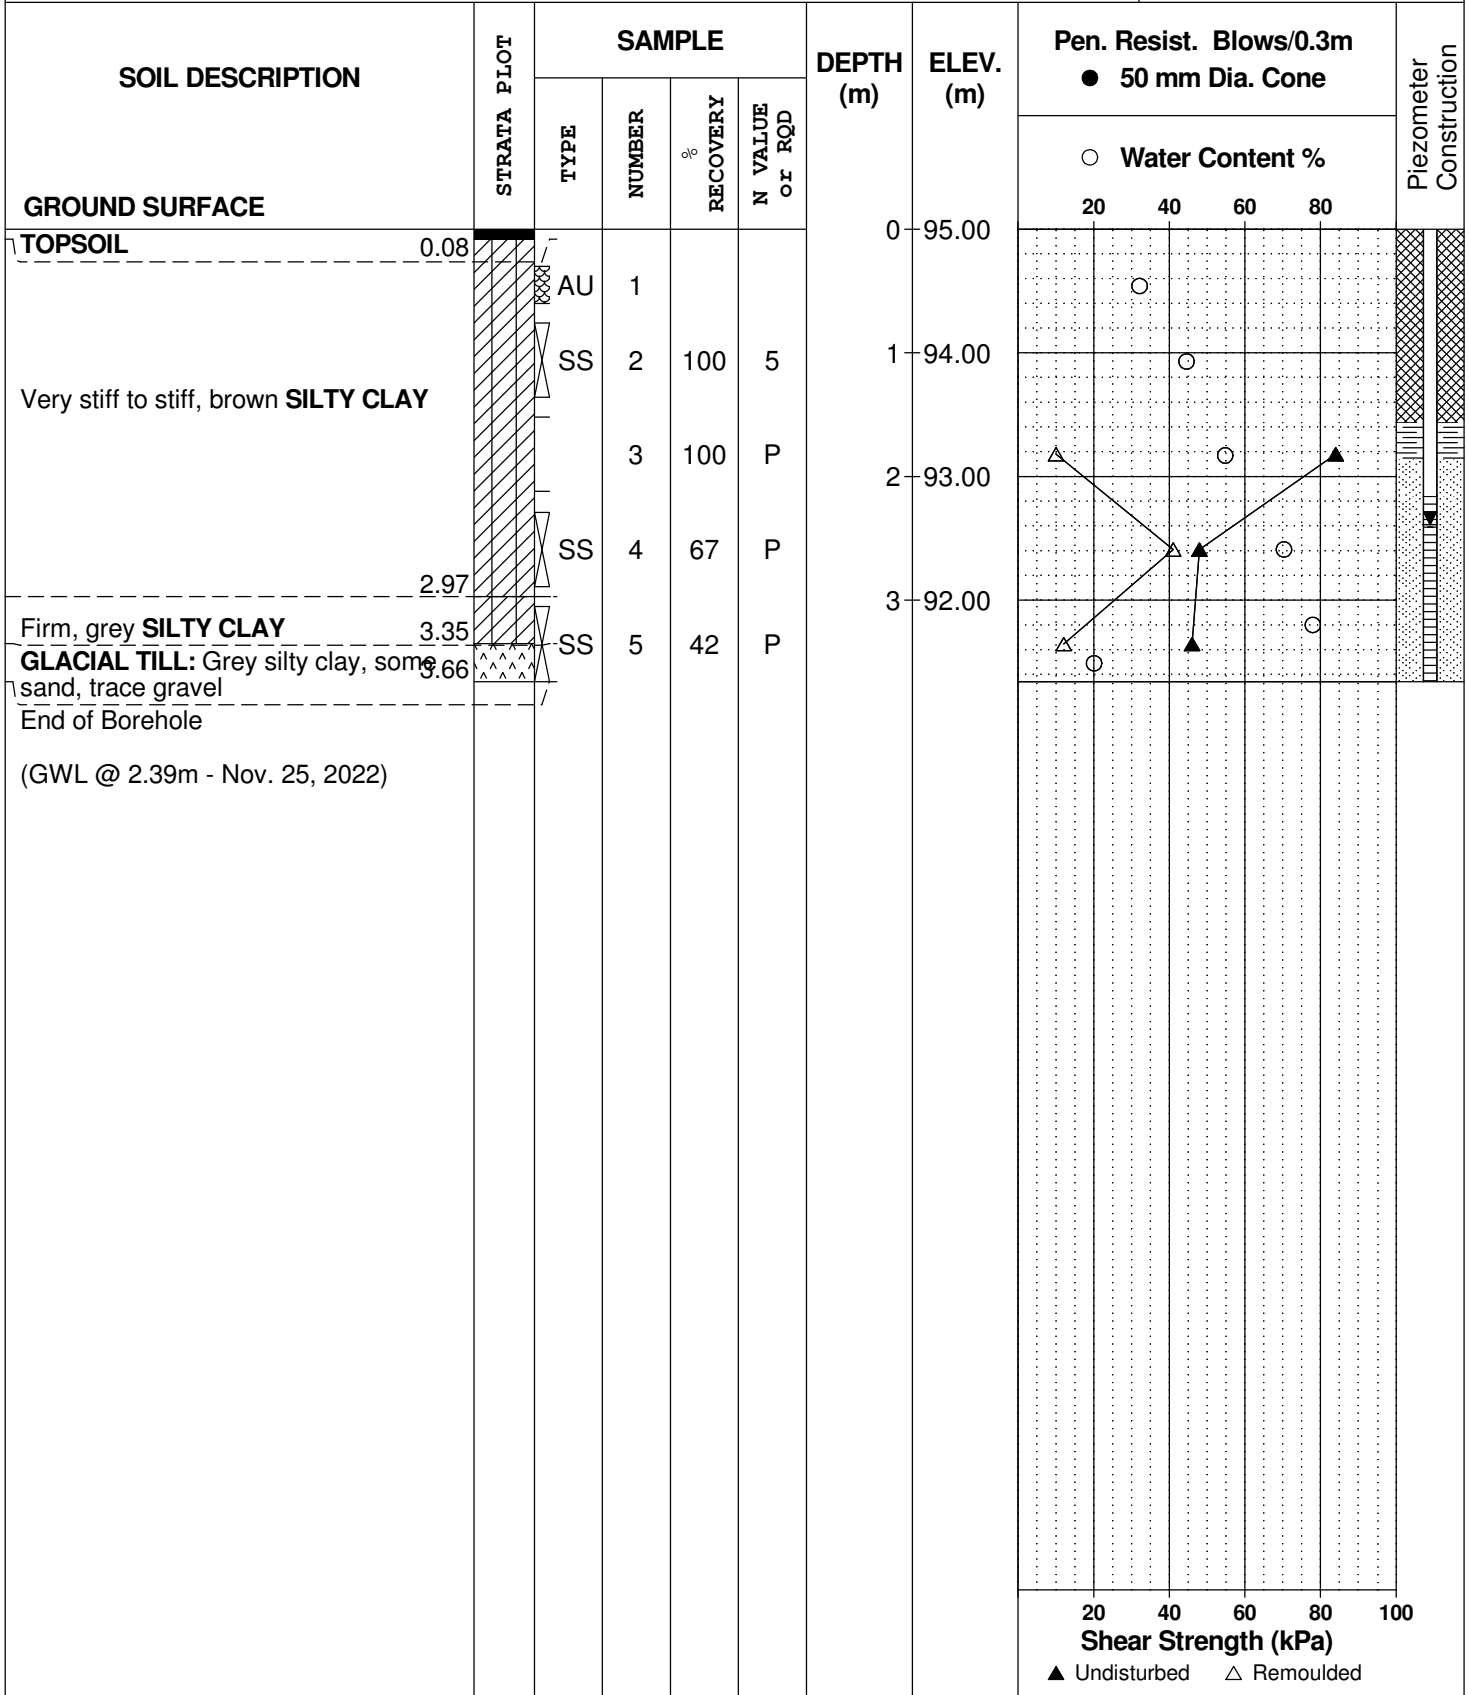 SOIL DESCRIPTION
GROUND SURFACE
STRATA PLOT
SAMPLE
TYPE
NUMBER
%
RECOVERY
N VALUE
or RQD
DEPTH
(m)
ELEV.
(m)
Pen. Resist. Blows/0.3m
● 50 mm Dia. Cone
○ Water Content %
20 40 60 80
Piezometer
Construction
TOPSOIL 0.08
0 95.00
AU 1
SS 2 100 5
1 94.00
Very stiff to stiff, brown SILTY CLAY
3 100 P
2 93.00
SS 4 67 P
2.97
3 92.00
Firm, grey SILTY CLAY 3.35
SS 5 42 P
GLACIAL TILL: Grey silty clay, some 3.66
sand, trace gravel
End of Borehole
(GWL @ 2.39m - Nov. 25, 2022)
20 40 60 80 100
Shear Strength (kPa)
▲ Undisturbed △ Remoulded